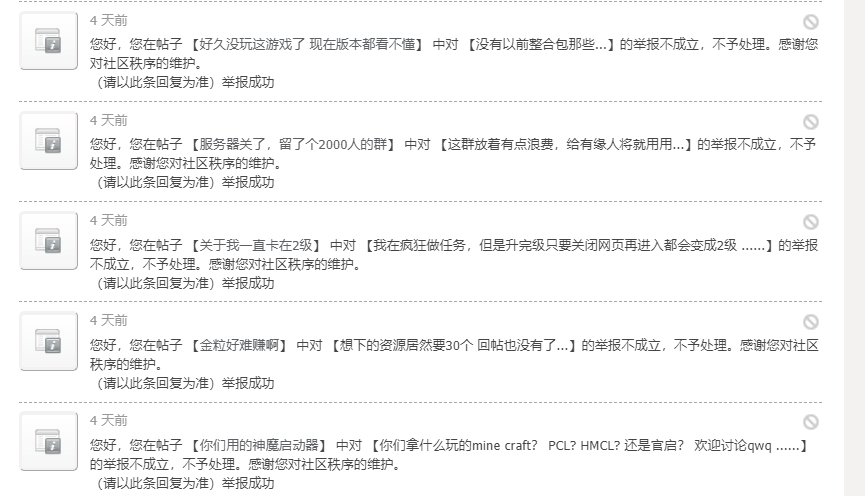 4 天前
您好，您在帖子 【好久没玩这游戏了 现在版本都看不懂】 中对 【没有以前整合包那些...】的举报不成立，不予处理。感谢您
对社区秩序的维护。
（请以此条回复为准）举报成功
4 天前
您好，您在帖子 【服务器关了，留了个2000人的群】 中对 【这群放着有点浪费，给有缘人将就用用...】的举报不成立，不予
处理。感谢您对社区秩序的维护。
（请以此条回复为准）举报成功
4 天前
您好，您在帖子 【关于我一直卡在2级】 中对 【我在疯狂做任务，但是升完级只要关闭网页再进入都会变成2级 ......】的举报
不成立，不予处理。感谢您对社区秩序的维护。
（请以此条回复为准）举报成功
4 天前
您好，您在帖子 【金粒好难赚啊】 中对 【想下的资源居然要30个 回帖也没有了...】的举报不成立，不予处理。感谢您对社区
秩序的维护。
（请以此条回复为准）举报成功
4 天前
您好，您在帖子 【你们用的神魔启动器】 中对 【你们拿什么玩的mine craft？ PCL? HMCL? 还是官启？ 欢迎讨论qwq ......】
的举报不成立，不予处理。感谢您对社区秩序的维护。
（请以此条回复为准）举报成功